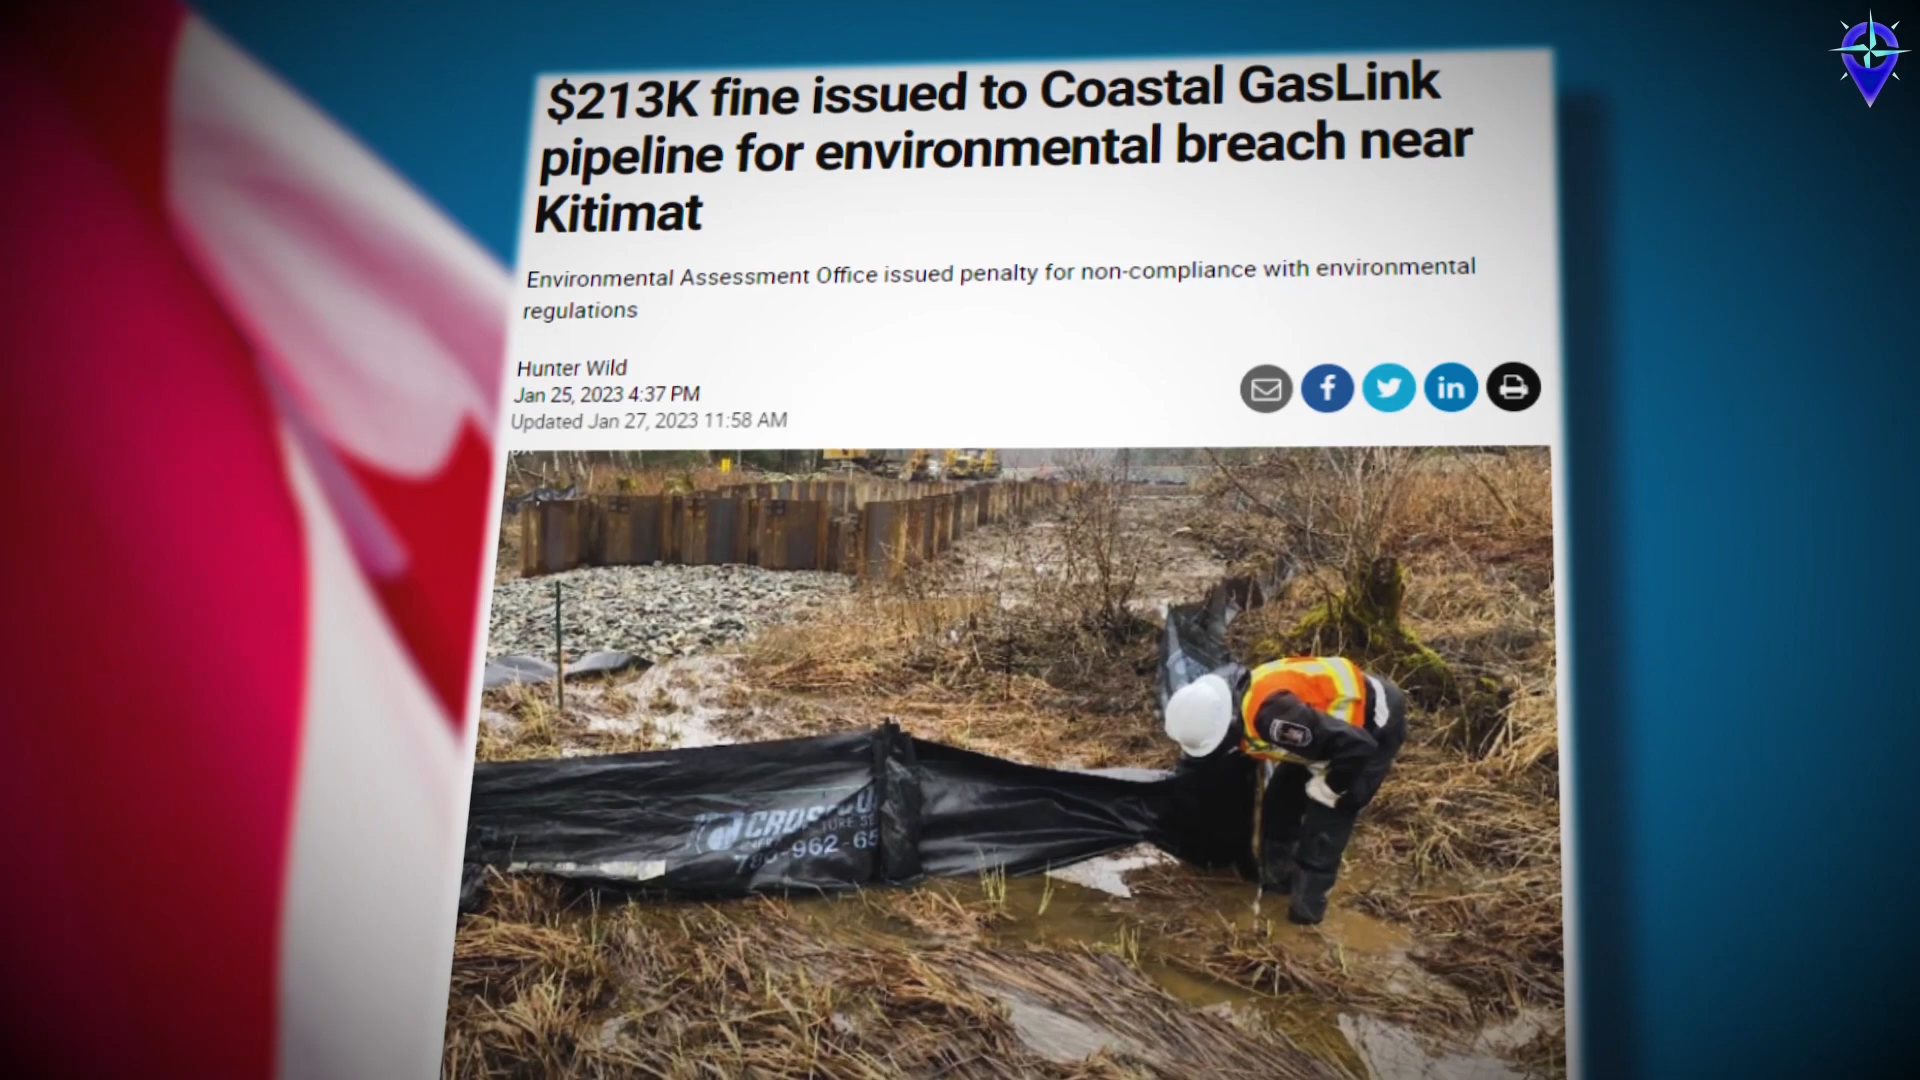 $213K fine issued to Coastal GasLink
pipeline for environmental breach near
Kitimat
Environmental Assessment Office issued penalty for non-compliance with environmental
regulations
Hunter Wild
Jan 25, 2023 4:37 PM
Updated Jan 27, 2023 11:58 AM
f
in
-962-65